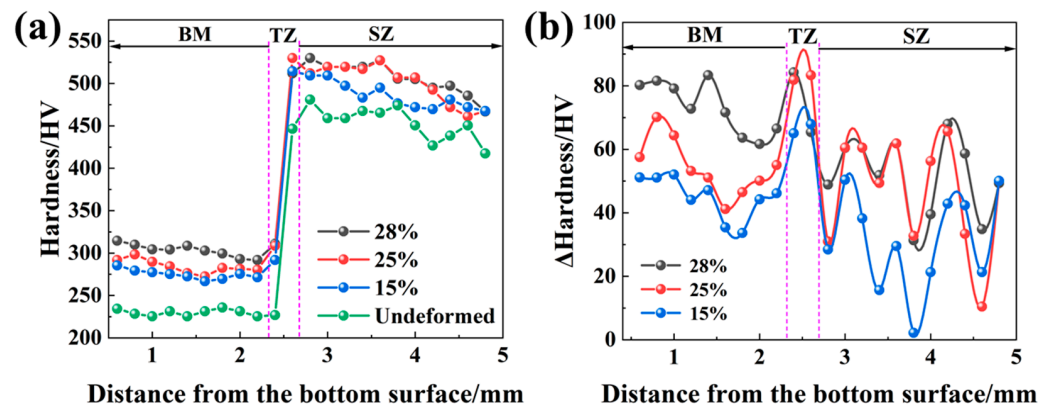 (a)
BM TZ SZ
Hardness/HV
550
500
450
400
350
300
250
200
28%
25%
15%
Undeformed
1 2 3 4 5
Distance from the bottom surface/mm
(b)
BM TZ SZ
ΔHardness/HV
100
80
60
40
20
0
28%
25%
15%
1 2 3 4 5
Distance from the bottom surface/mm